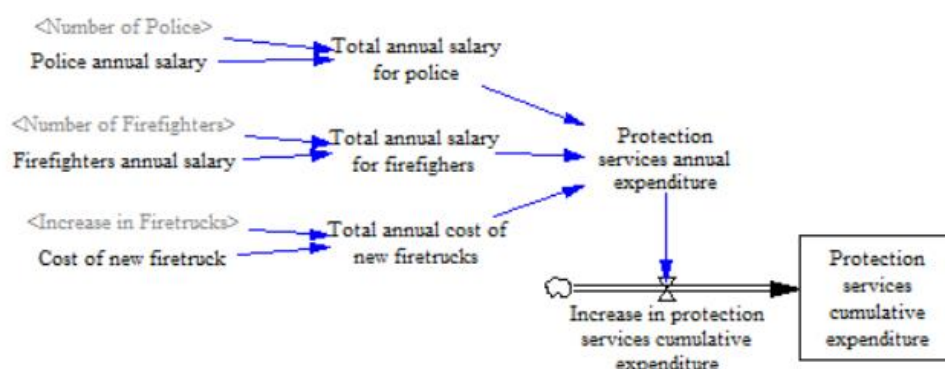 <Number of Police>
Police annual salary
Total annual salary
for police
<Number of Firefighters>
Firefighters annual salary
Total annual salary
for firefighers
Protection
services annual
expenditure
<Increase in Firetrucks>
Cost of new firetruck
Total annual cost of
new firetrucks
Increase in protection
services cumulative
expenditure
Protection
services
cumulative
expenditure